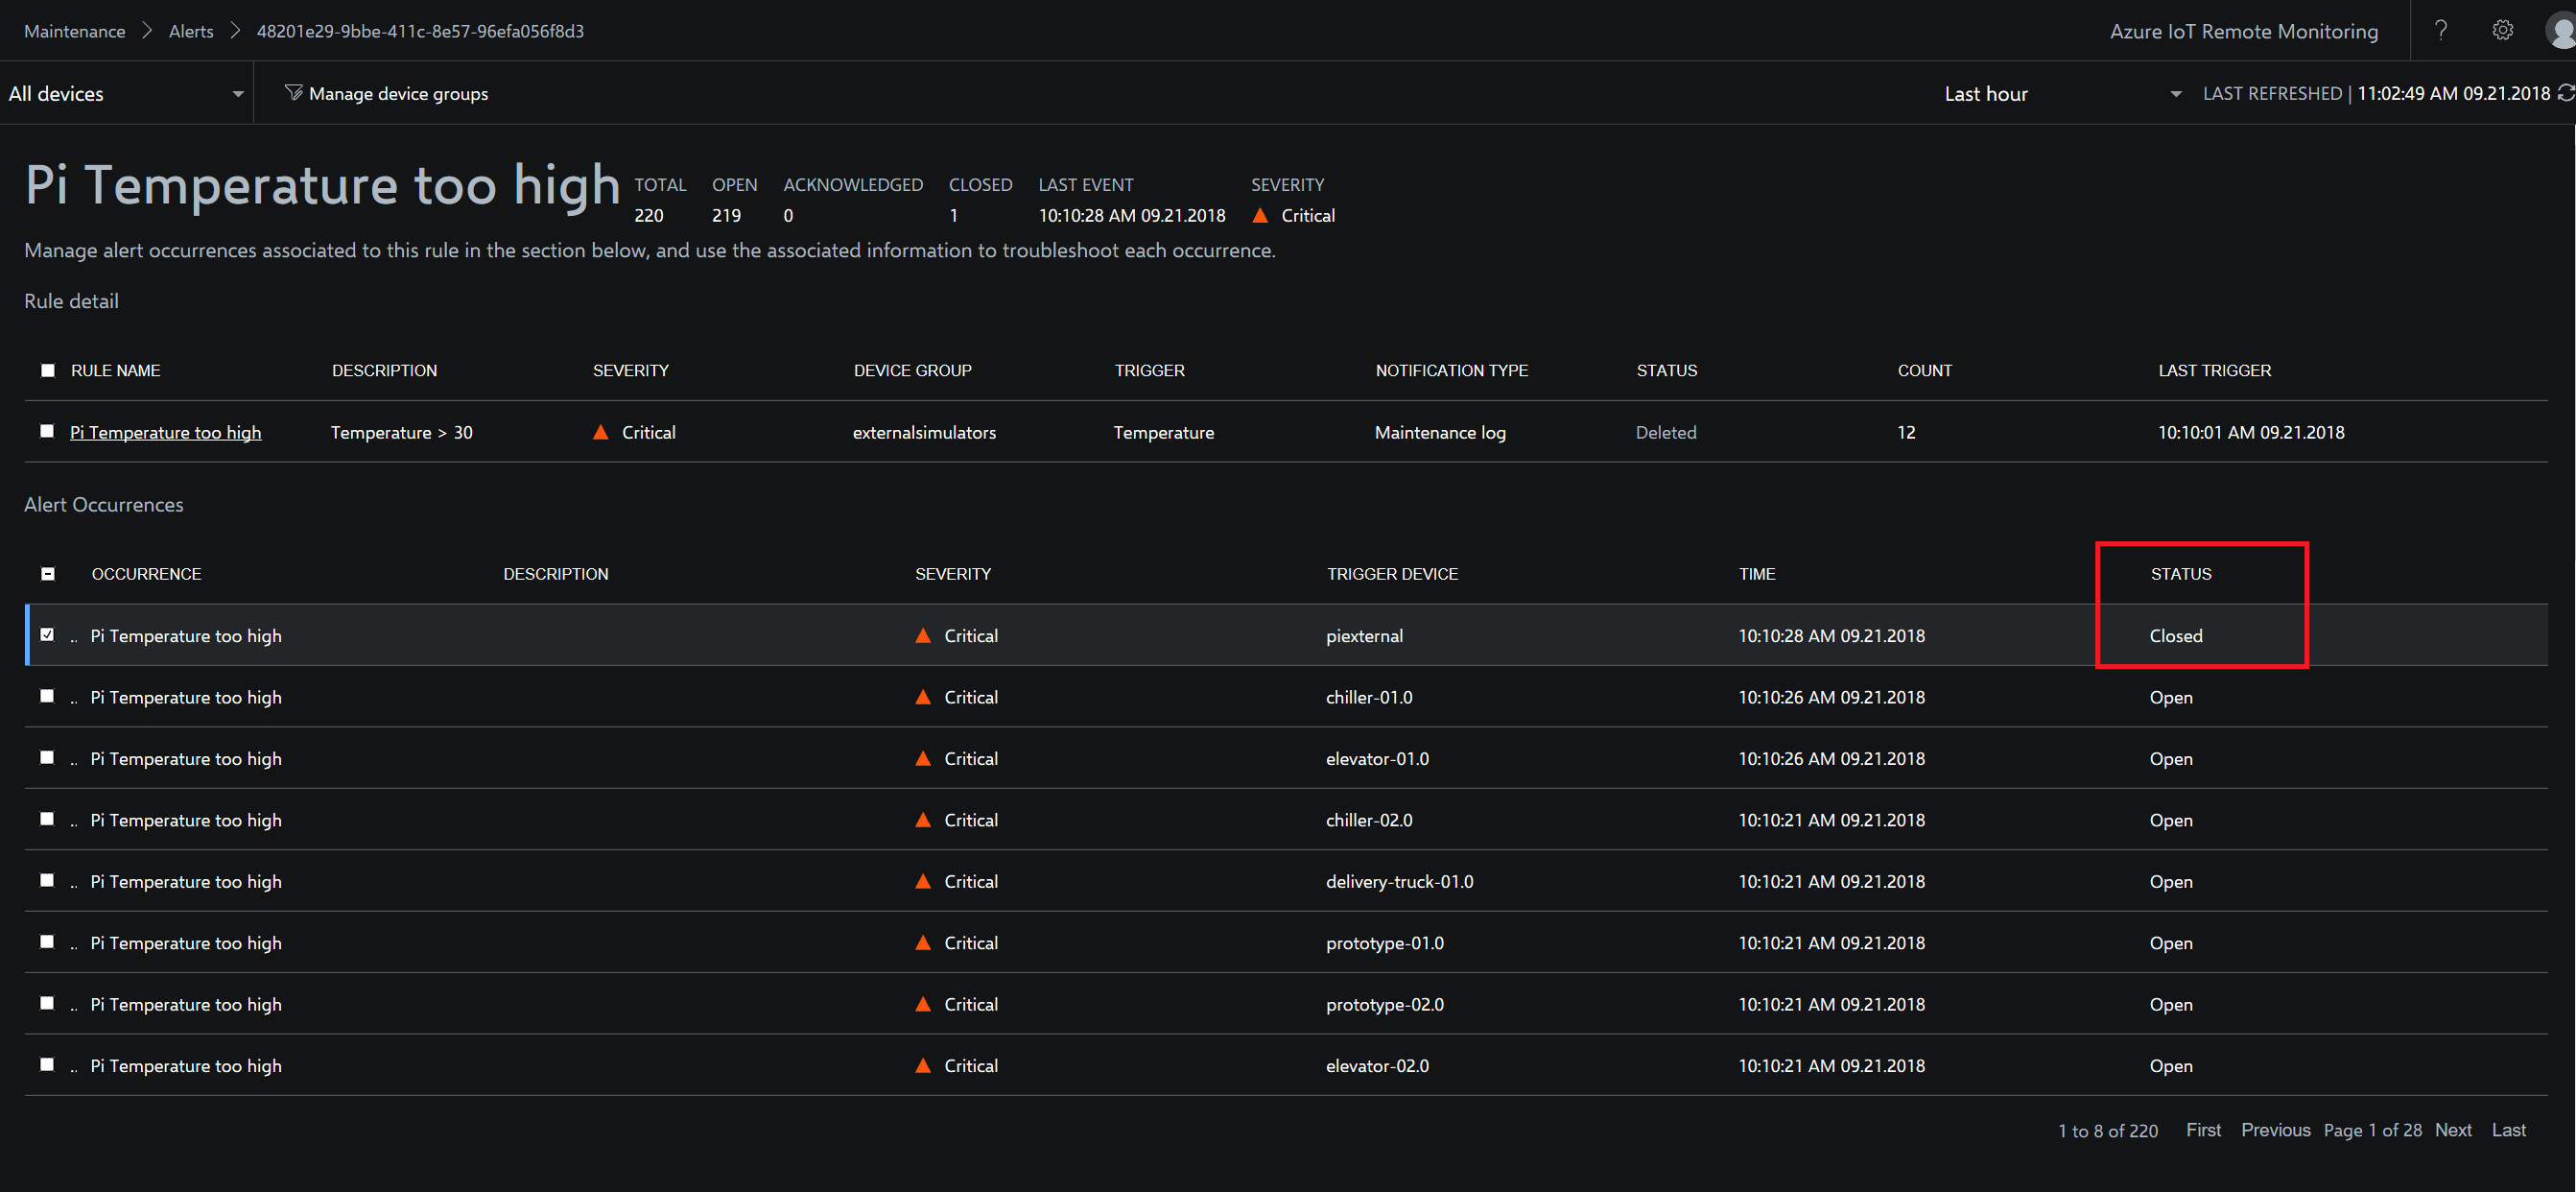 Maintenance > Alerts > 48201e29-9bbe-411c-8e57-96efa056f8d3 Azure IoT Remote Monitoring ?
All devices Manage device groups Last hour LAST REFRESHED | 11:02:49 AM 09.21.2018
Pi Temperature too high TOTAL OPEN ACKNOWLEDGED CLOSED LAST EVENT SEVERITY
220 219 0 1 10:10:28 AM 09.21.2018 Critical
Manage alert occurrences associated to this rule in the section below, and use the associated information to troubleshoot each occurrence.
Rule detail
RULE NAME DESCRIPTION SEVERITY DEVICE GROUP TRIGGER NOTIFICATION TYPE STATUS COUNT LAST TRIGGER
Pi Temperature too high Temperature > 30 Critical externalsimulators Temperature Maintenance log Deleted 12 10:10:01 AM 09.21.2018
Alert Occurrences
OCCURRENCE DESCRIPTION SEVERITY TRIGGER DEVICE TIME STATUS
.. Pi Temperature too high Critical piexternal 10:10:28 AM 09.21.2018 Closed
.. Pi Temperature too high Critical chiller-01.0 10:10:26 AM 09.21.2018 Open
.. Pi Temperature too high Critical elevator-01.0 10:10:26 AM 09.21.2018 Open
.. Pi Temperature too high Critical chiller-02.0 10:10:21 AM 09.21.2018 Open
.. Pi Temperature too high Critical delivery-truck-01.0 10:10:21 AM 09.21.2018 Open
.. Pi Temperature too high Critical prototype-01.0 10:10:21 AM 09.21.2018 Open
.. Pi Temperature too high Critical prototype-02.0 10:10:21 AM 09.21.2018 Open
.. Pi Temperature too high Critical elevator-02.0 10:10:21 AM 09.21.2018 Open
1 to 8 of 220 First Previous Page 1 of 28 Next Last